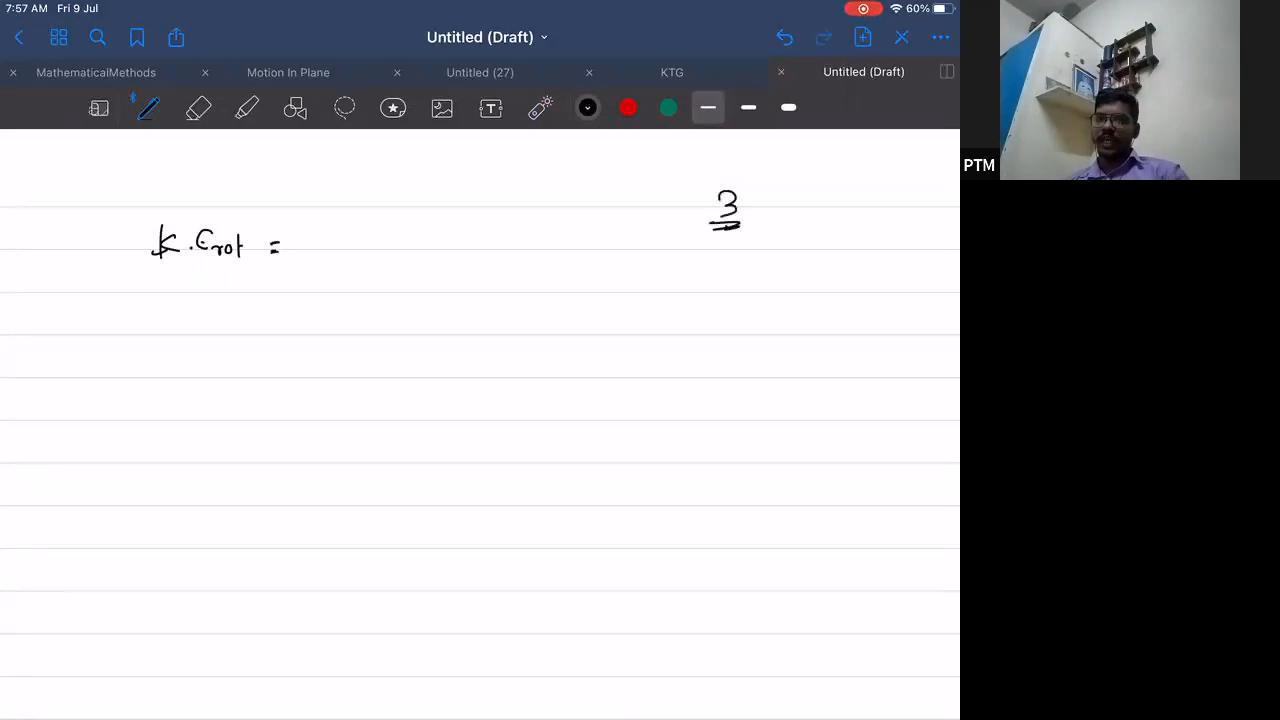 7:57 AM Fri 9 Jul
60%
Untitled (Draft)
MathematicalMethods
Motion In Plane
Untitled (27)
KTG
Untitled (Draft)
T
3
K.Erot =
PTM